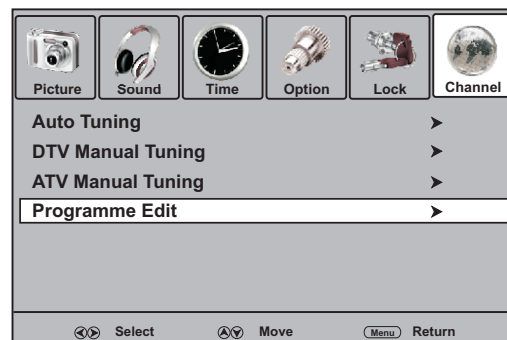 Picture Sound Time Option Lock Channel
Auto Tuning
DTV Manual Tuning
ATV Manual Tuning
Programme Edit
Select Move Menu Return